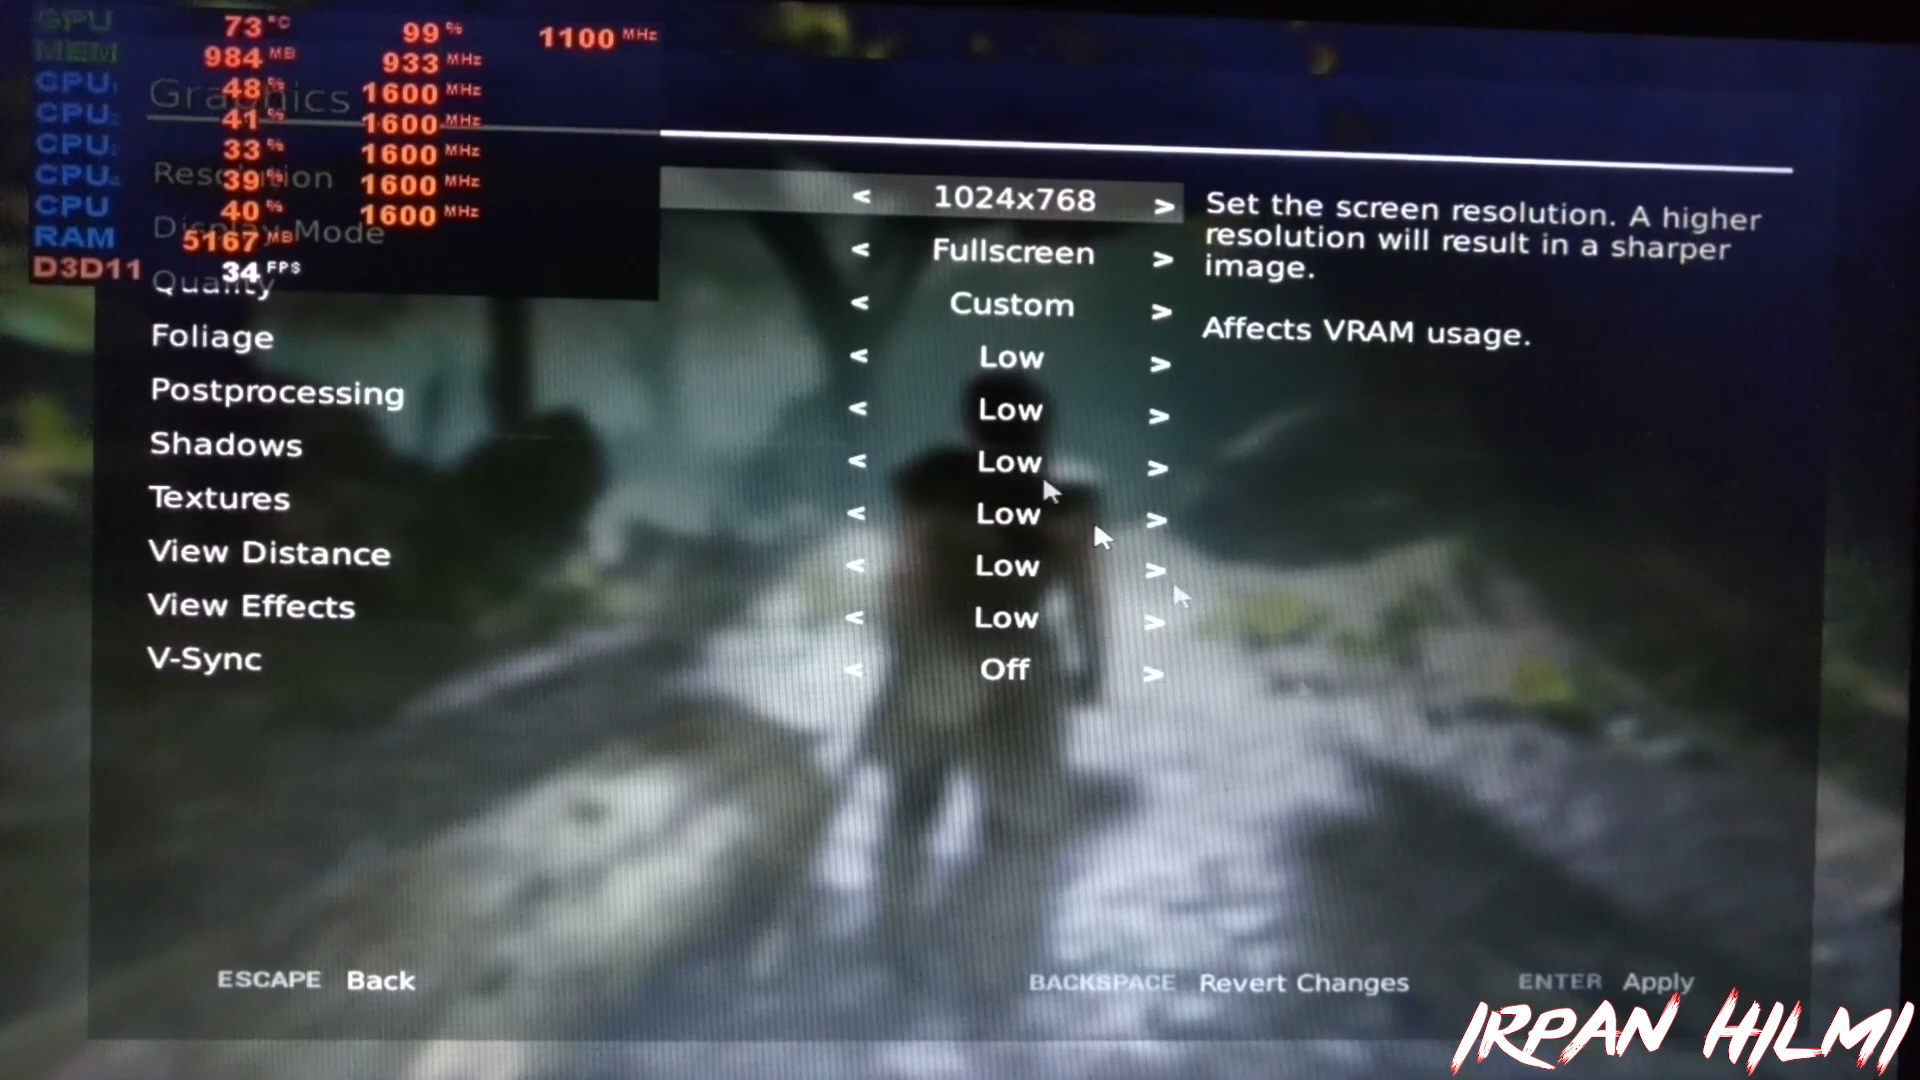 GPU 73 °C 99 % 1100 MHz
MEM 984 MB 933 MHz
CPU1 48 % 1600 MHz
Graphics
CPU2 41 % 1600 MHz
CPU3 33 % 1600 MHz
CPU4 39 % 1600 MHz
Resolution < 1024x768 >
CPU 40 % 1600 MHz
RAM 5167 MB
Display Mode < Fullscreen >
D3D11 34 FPS
Quality < Custom >
Foliage < Low >
Postprocessing < Low >
Shadows < Low >
Textures < Low >
View Distance < Low >
View Effects < Low >
V-Sync < Off >
Set the screen resolution. A higher
resolution will result in a sharper
image.
Affects VRAM usage.
ESCAPE Back BACKSPACE Revert Changes ENTER Apply
IRPAN HILMI